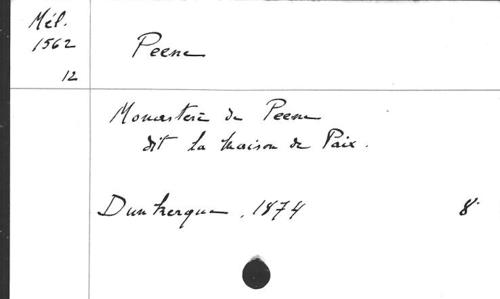 Mél.
1562
12
Peene
Monastère de Peene
dit la Maison de Paix.
Dunkerque, 1874 8°